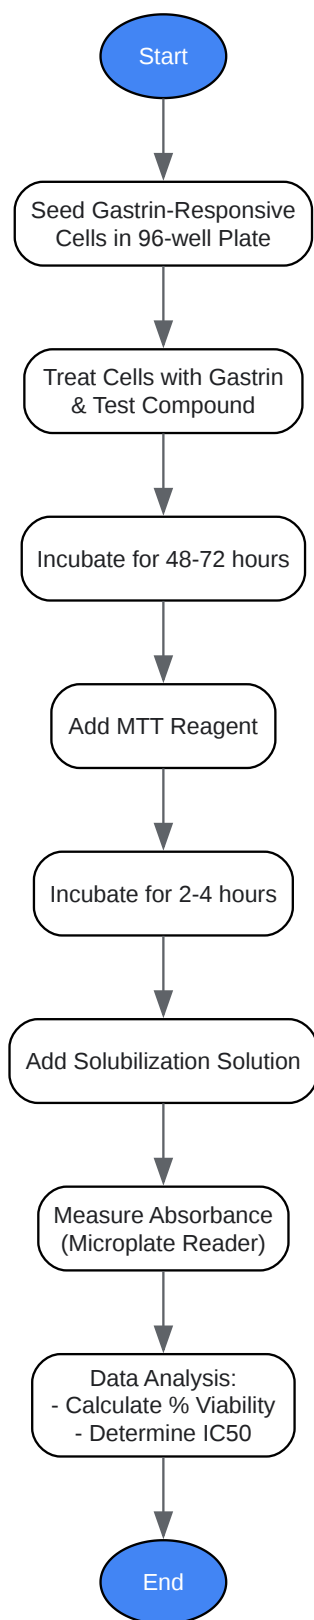 Start
Seed Gastrin-Responsive
Cells in 96-well Plate
Treat Cells with Gastrin
& Test Compound
Incubate for 48-72 hours
Add MTT Reagent
Incubate for 2-4 hours
Add Solubilization Solution
Measure Absorbance
(Microplate Reader)
Data Analysis:
- Calculate % Viability
- Determine IC50
End